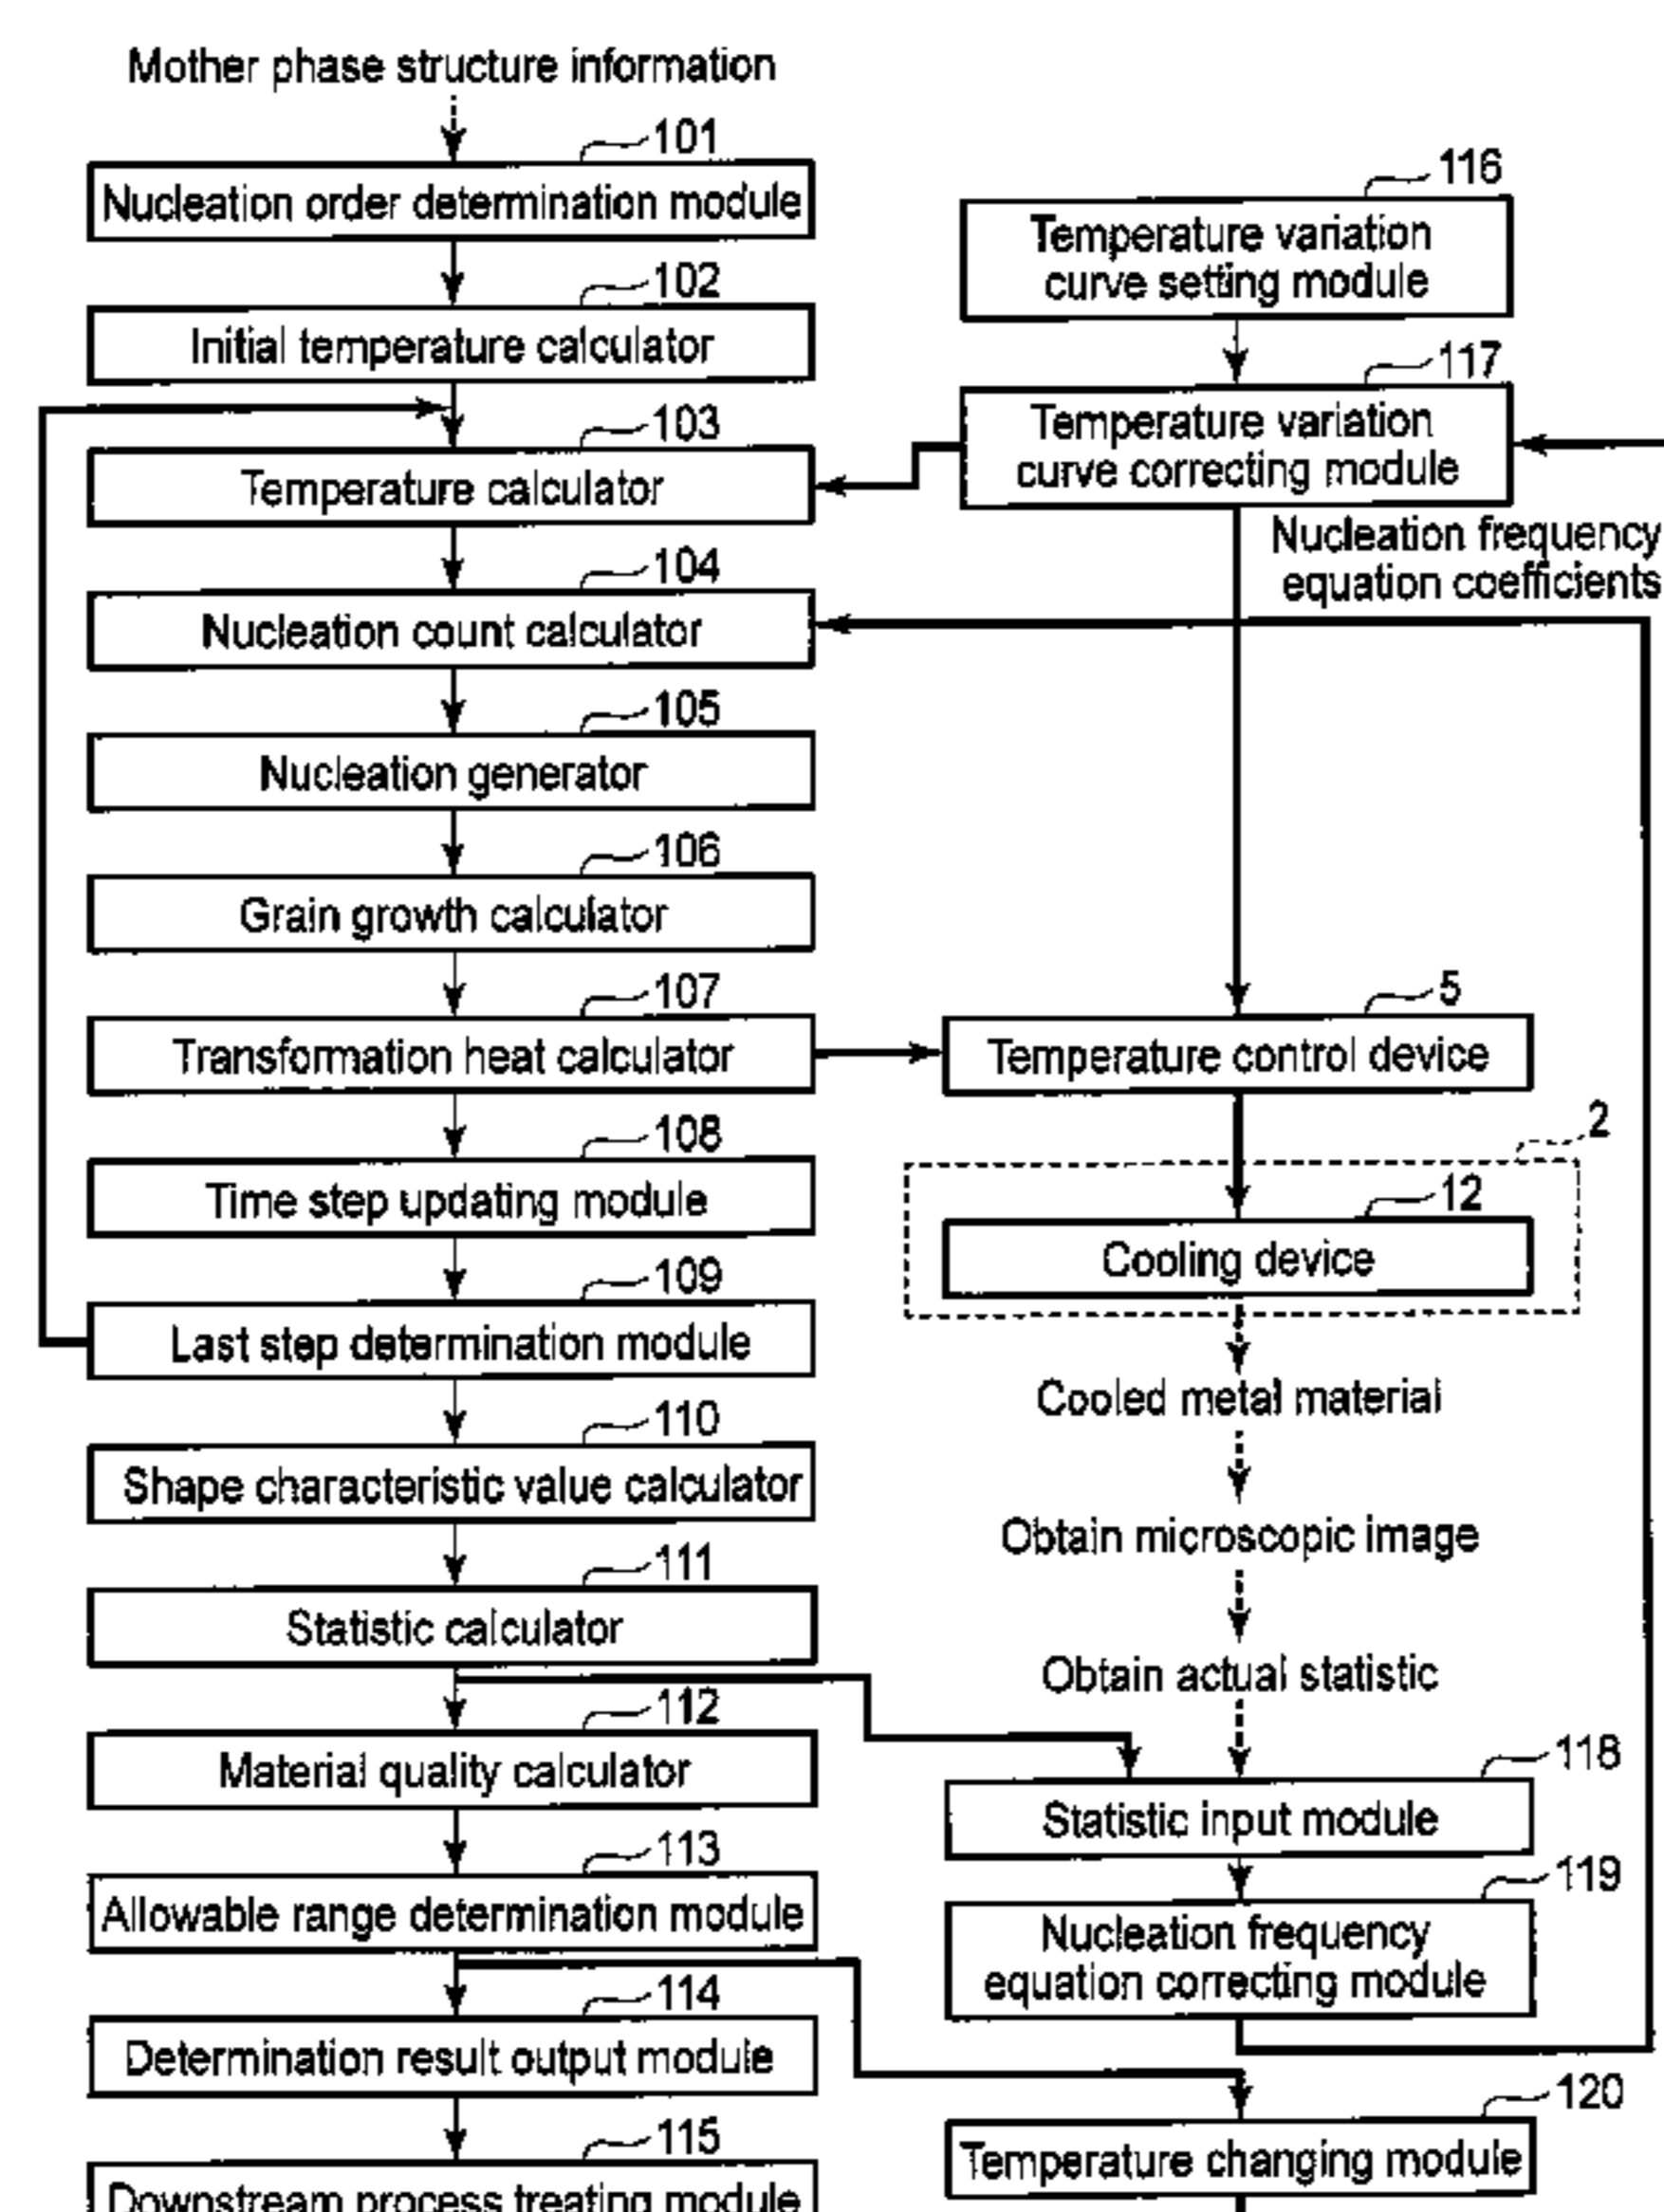 Mother phase structure information
101
Nucleation order determination module
102
Initial temperature calculator
103
Temperature calculator
104
Nucleation count calculator
105
Nucleation generator
106
Grain growth calculator
107
Transformation heat calculator
108
Time step updating module
109
Last step determination module
110
Shape characteristic value calculator
111
Statistic calculator
112
Material quality calculator
113
Allowable range determination module
114
Determination result output module
115
Downstream process treating module
116
Temperature variation
curve setting module
117
Temperature variation
curve correcting module
Nucleation frequency
equation coefficients
5
Temperature control device
2
12
Cooling device
Cooled metal material
Obtain microscopic image
Obtain actual statistic
118
Statistic input module
119
Nucleation frequency
equation correcting module
120
Temperature changing module